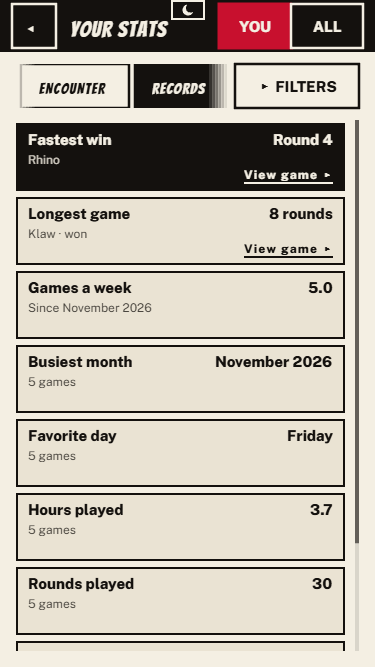 YOUR STATS
YOU
ALL
ENCOUNTER
RECORDS
FILTERS
Fastest win
Round 4
Rhino
View game
Longest game
8 rounds
Klaw · won
View game
Games a week
5.0
Since November 2026
Busiest month
November 2026
5 games
Favorite day
Friday
5 games
Hours played
3.7
5 games
Rounds played
30
5 games